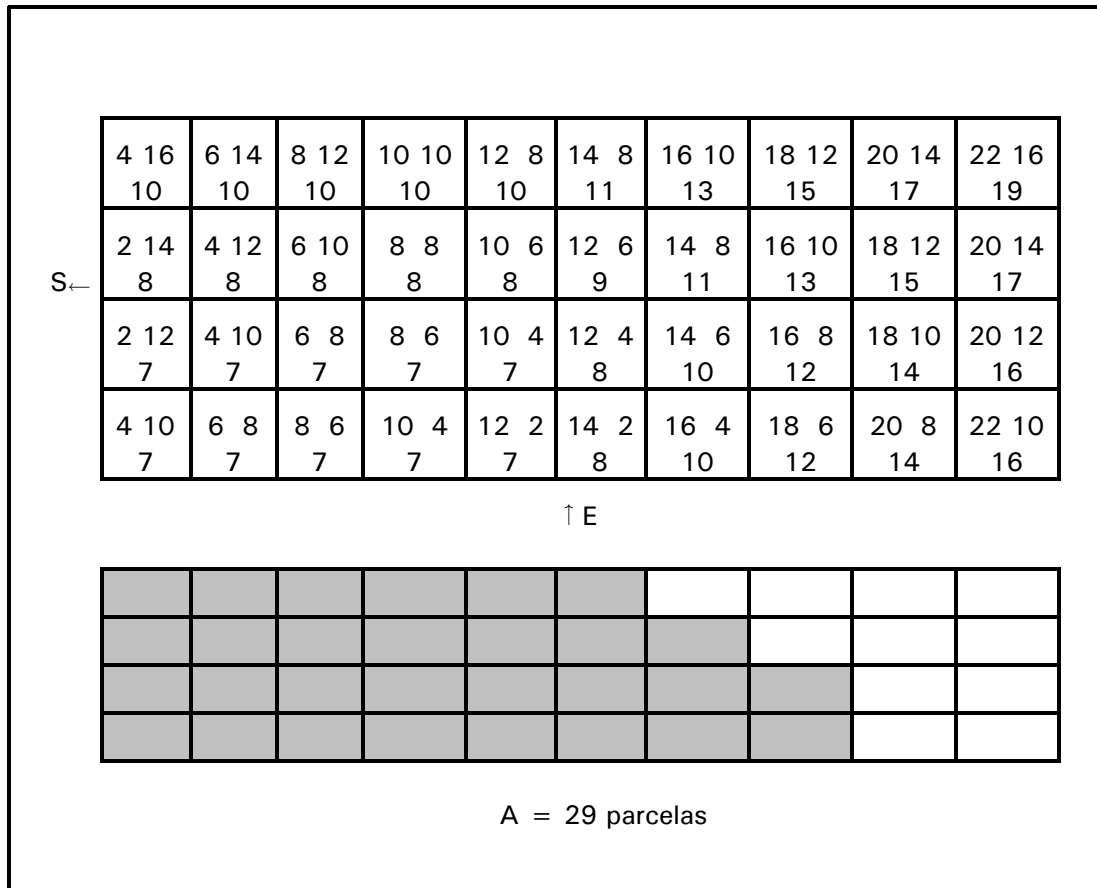 4 16 6 14 8 12 10 10 12 8 14 8 16 10 18 12 20 14 22 16
10 10 10 10 10 11 13 15 17 19
2 14 4 12 6 10 8 8 10 6 12 6 14 8 16 10 18 12 20 14
S← 8 8 8 8 8 9 11 13 15 17
2 12 4 10 6 8 8 6 10 4 12 4 14 6 16 8 18 10 20 12
7 7 7 7 7 8 10 12 14 16
4 10 6 8 8 6 10 4 12 2 14 2 16 4 18 6 20 8 22 10
7 7 7 7 7 8 10 12 14 16
↑ E
A = 29 parcelas